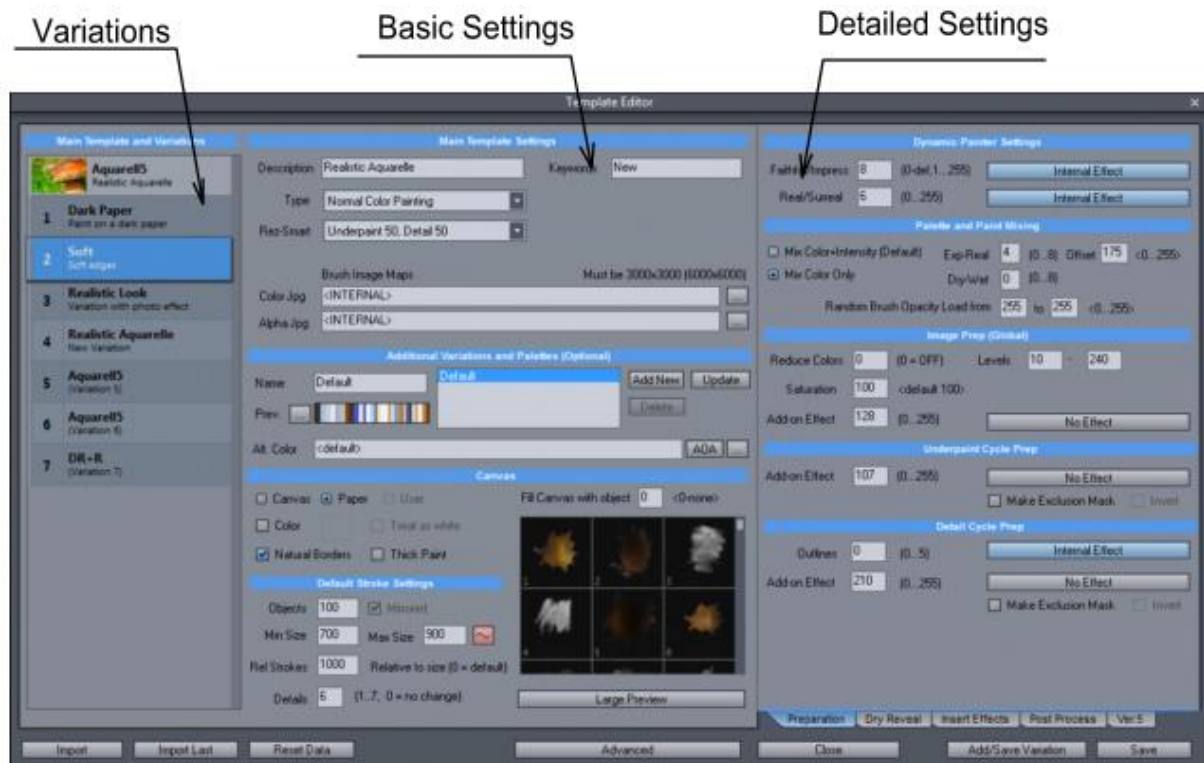 Variations
Basic Settings
Detailed Settings
Template Editor
Main Template and Variations
Aquarell5
Realistic Aquarelle
1 Dark Paper
Paint on a dark paper
2 Soft
Soft edges
3 Realistic Look
Variation with photo effect
4 Realistic Aquarelle
New Variation
5 Aquarell5
(Variation 5)
6 Aquarell5
(Variation 6)
7 DR+R
(Variation 7)
Main Template Settings
Description Realistic Aquarelle Keywords New
Type Normal Color Painting
Rez-Smart Underpaint 50, Detail 50
Brush Image Maps Must be 3000x3000 (6000x6000)
Color Jpg <INTERNAL> ...
Alpha Jpg <INTERNAL> ...
Additional Variations and Palettes (Optional)
Name Default Default Add New Update
Prev. ... Delete
Alt. Color <default> ADA ...
Canvas
Canvas Paper User Fill Canvas with object 0 <0-none>
Color Treat as white
Natural Borders Thick Paint
1 2 3
4 5 6
Default Stroke Settings
Objects 100 Mirrored
Min Size 700 Max Size 900
Rel Strokes 1000 Relative to size (0 = default)
Details 6 (1..7, 0 = no change)
Large Preview
Dynamic Painter Settings
8 (0-del,1...255) Internal Effect
Real/Surreal 6 (0..255) Internal Effect
Palette and Paint Mixing
Mix Color+Intensity (Default) Exp-Real 4 (0..8) Offset 175 <0..255>
Mix Color Only Dry-Wet 0 (0..8)
Random Brush Opacity Load from 255 to 255 <0..255>
Image Prep (Global)
Reduce Colors 0 (0 = OFF) Levels 10 - 240
Saturation 100 <default 100>
Add-on Effect 128 (0..255) No Effect
Underpaint Cycle Prep
Add-on Effect 107 (0..255) No Effect
Make Exclusion Mask Invert
Detail Cycle Prep
Outlines 0 (0..5) Internal Effect
Add-on Effect 210 (0..255) No Effect
Make Exclusion Mask Invert
Preparation Dry Reveal Insert Effects Post Process Ver.5
Import Import Last Reset Data Advanced Close Add/Save Variation Save